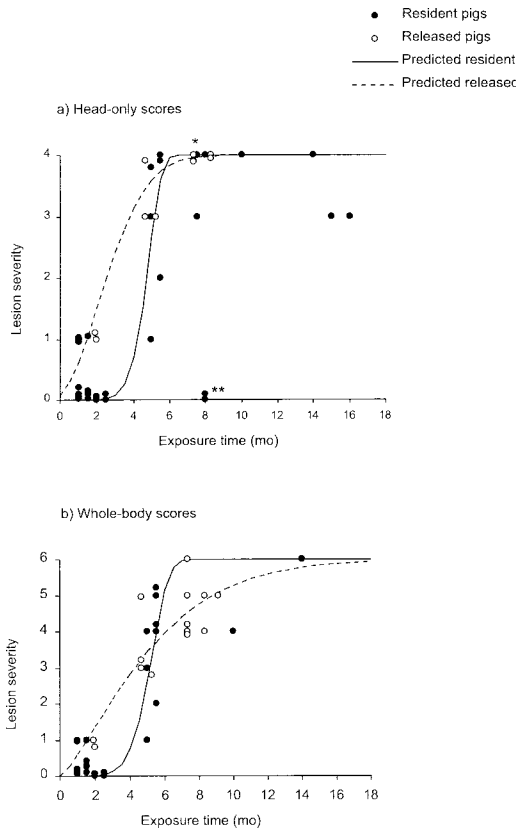 Resident pigs
Released pigs
Predicted resident
Predicted released
a) Head-only scores
*
4
3
2
1
0
**
0 2 4 6 8 10 12 14 16 18
Lesion severity
Exposure time (mo)
b) Whole-body scores
6
5
4
3
2
1
0
0 2 4 6 8 10 12 14 16 18
Lesion severity
Exposure time (mo)